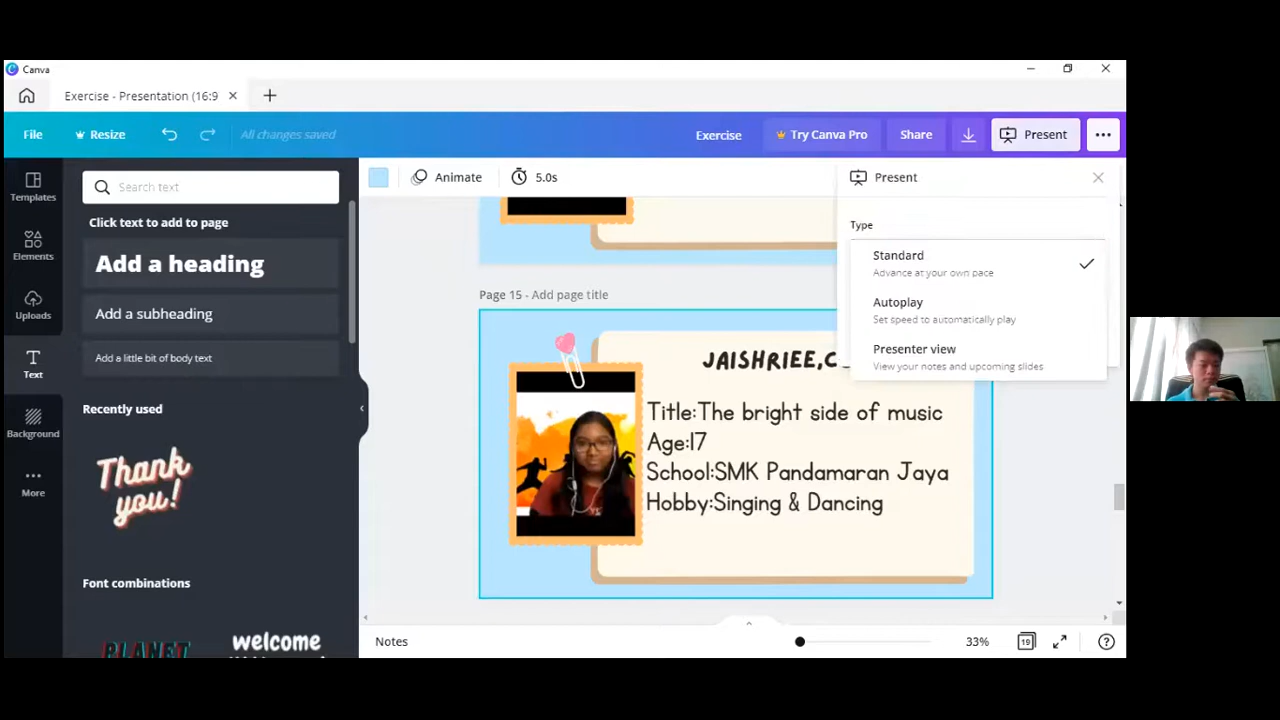 Canva
Exercise - Presentation (16:9
File
Resize
All changes saved
Exercise
Try Canva Pro
Share
Present
Templates
Elements
Uploads
Text
Background
More
Search text
Click text to add to page
Add a heading
Add a subheading
Add a little bit of body text
Recently used
Thank
you!
Font combinations
PLANET
welcome
Animate
5.0s
Present
Type
Standard
Advance at your own pace
Autoplay
Set speed to automatically play
Presenter view
View your notes and upcoming slides
Page 15 - Add page title
JAISHRIEE,C
Title:The bright side of music
Age:17
School:SMK Pandamaran Jaya
Hobby:Singing & Dancing
Notes
33%
19